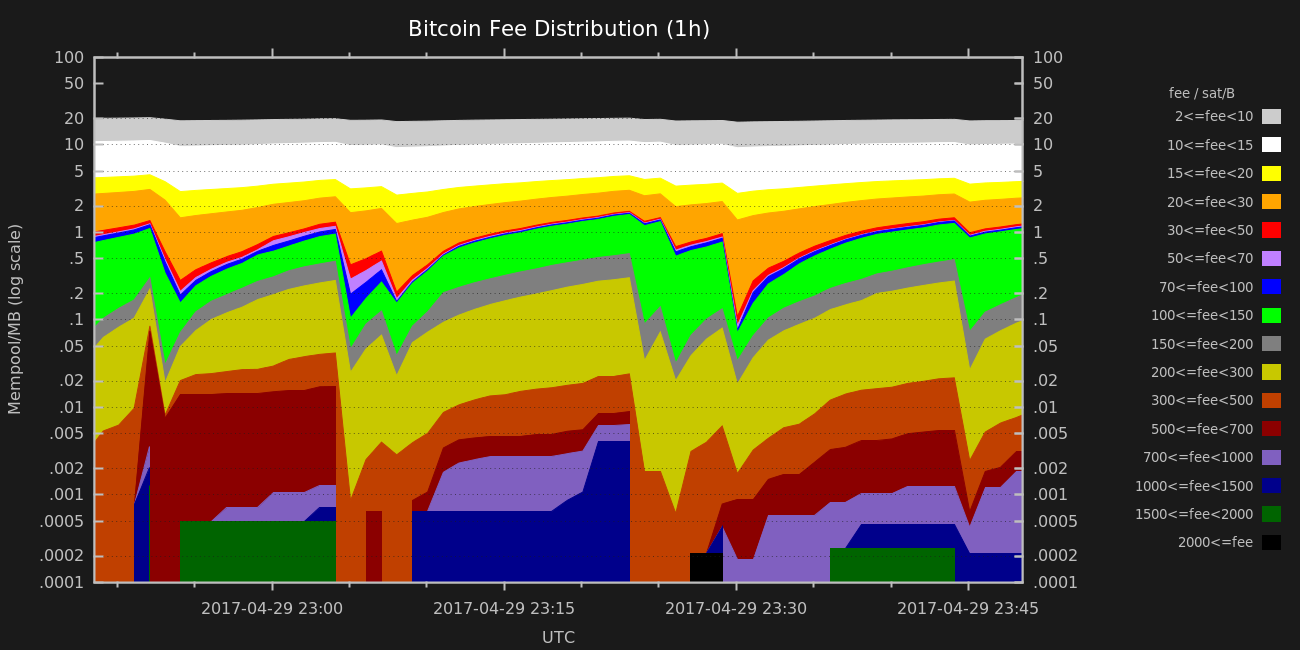 Bitcoin Fee Distribution (1h)
Mempool/MB (log scale)
100
50
20
10
5
2
1
.5
.2
.1
.05
.02
.01
.005
.002
.001
.0005
.0002
.0001
100
50
20
10
5
2
1
.5
.2
.1
.05
.02
.01
.005
.002
.001
.0005
.0002
.0001
fee / sat/B
2<=fee<10
10<=fee<15
15<=fee<20
20<=fee<30
30<=fee<50
50<=fee<70
70<=fee<100
100<=fee<150
150<=fee<200
200<=fee<300
300<=fee<500
500<=fee<700
700<=fee<1000
1000<=fee<1500
1500<=fee<2000
2000<=fee
2017-04-29 23:00
2017-04-29 23:15
2017-04-29 23:30
2017-04-29 23:45
UTC